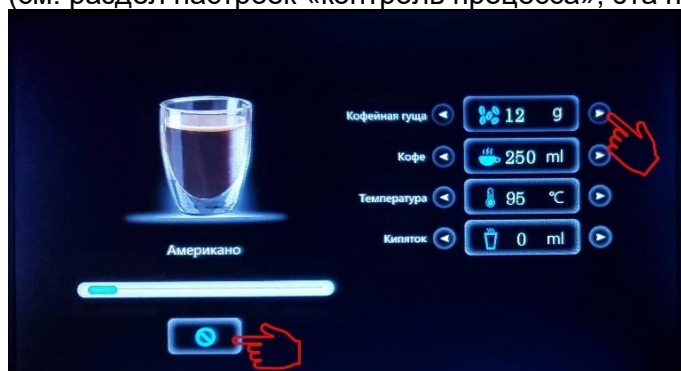 (см. раздел настроек «контроль процесса», эта
Кофейная гуща 12 g
Кофе 250 ml
Температура 95 °C
Кипяток 0 ml
Американо